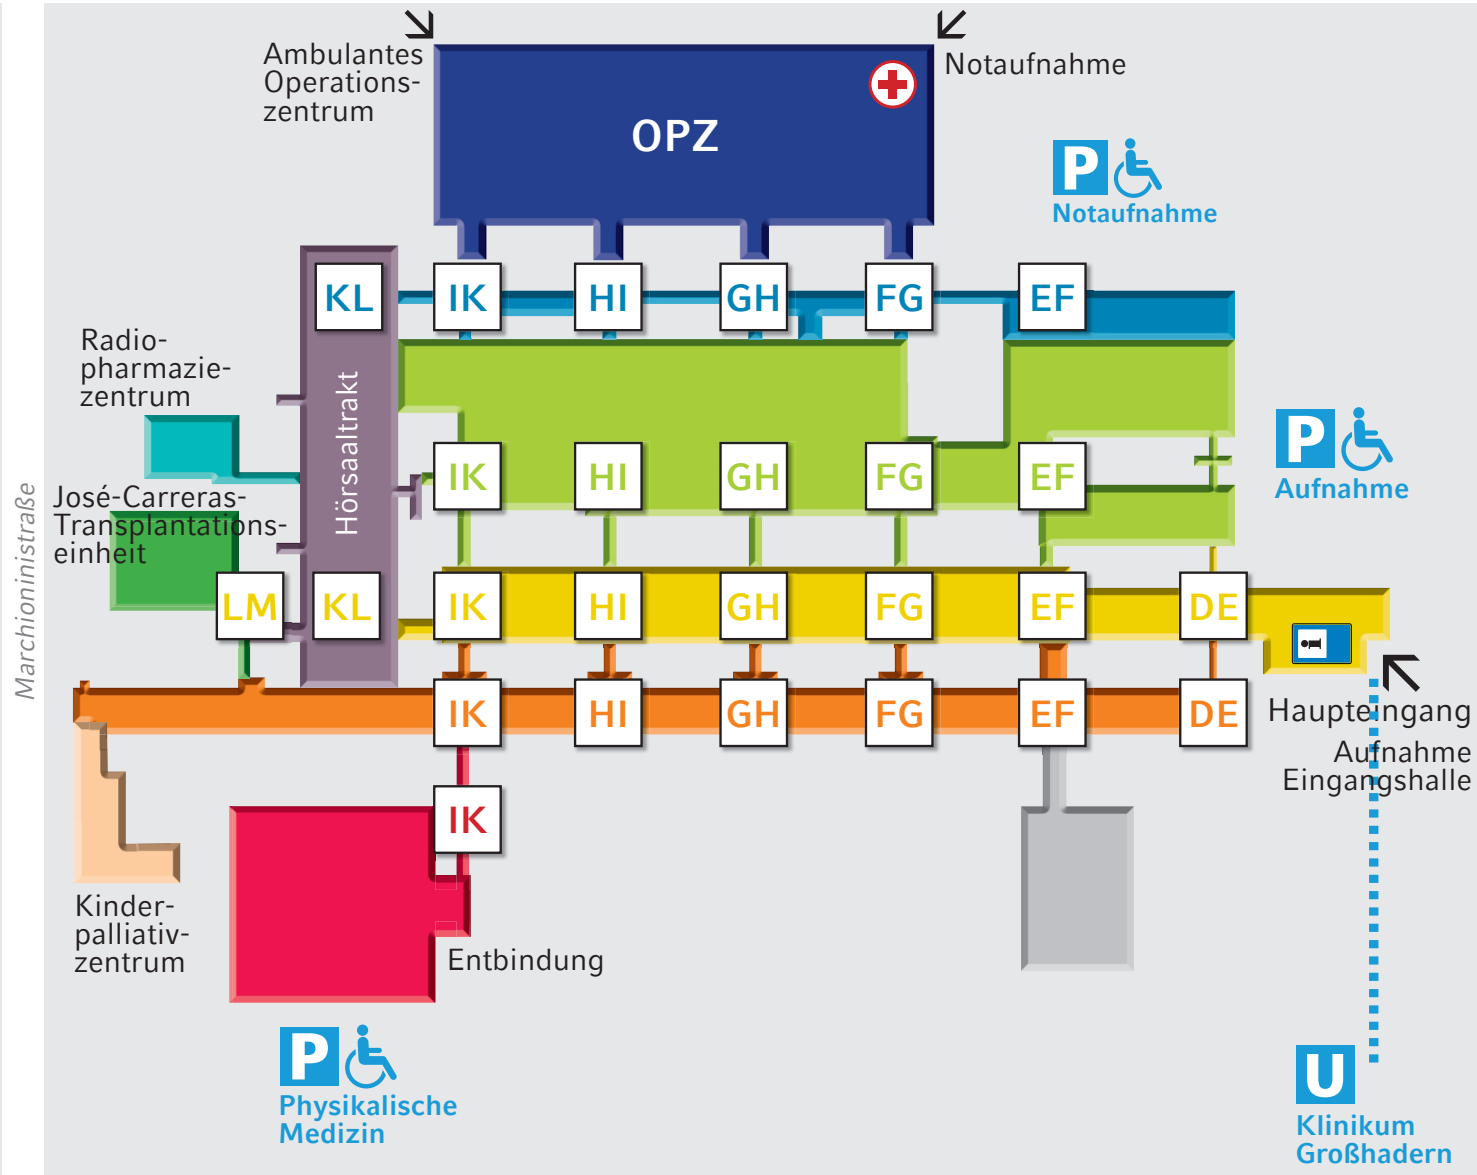 Ambulantes
Operations-
zentrum
Notaufnahme
OPZ
P
Notaufnahme
KL IK HI GH FG EF
Radio-
pharmazie-
zentrum
Hörsaaltrakt
P
Aufnahme
IK HI GH FG EF
José-Carreras-
Transplantations-
einheit
Marchioninistraße
LM KL IK HI GH FG EF DE
i
IK HI GH FG EF DE
Haupteingang
Aufnahme
Eingangshalle
IK
Kinder-
palliativ-
zentrum
Entbindung
P
Physikalische
Medizin
U
Klinikum
Großhadern